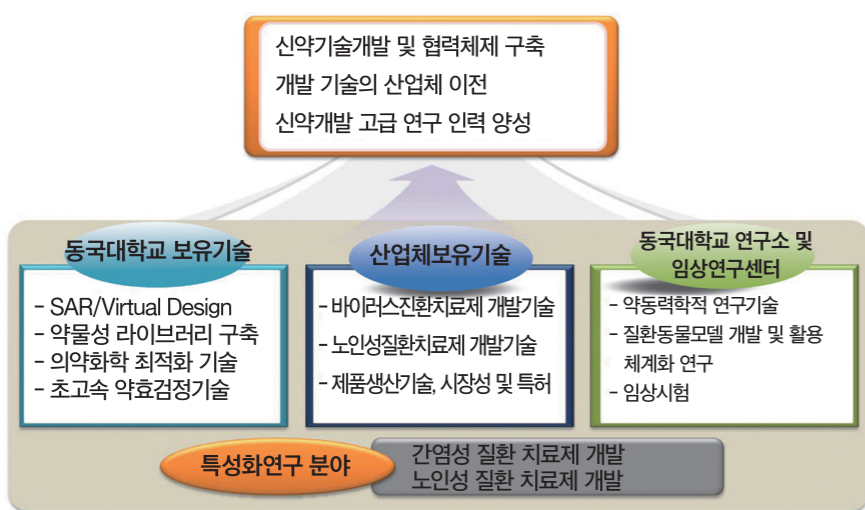 신약기술개발 및 협력체제 구축
개발 기술의 산업체 이전
신약개발 고급 연구 인력 양성
동국대학교 보유기술
- SAR/Virtual Design
- 약물성 라이브러리 구축
- 의약화학 최적화 기술
- 초고속 약효검정기술
산업체보유기술
- 바이러스진환치료제 개발기술
- 노인성질환치료제 개발기술
- 제품생산기술, 시장성 및 특허
동국대학교 연구소 및
임상연구센터
- 약동력학적 연구기술
- 질환동물모델 개발 및 활용
체계화 연구
- 임상시험
특성화연구 분야
간염성 질환 치료제 개발
노인성 질환 치료제 개발